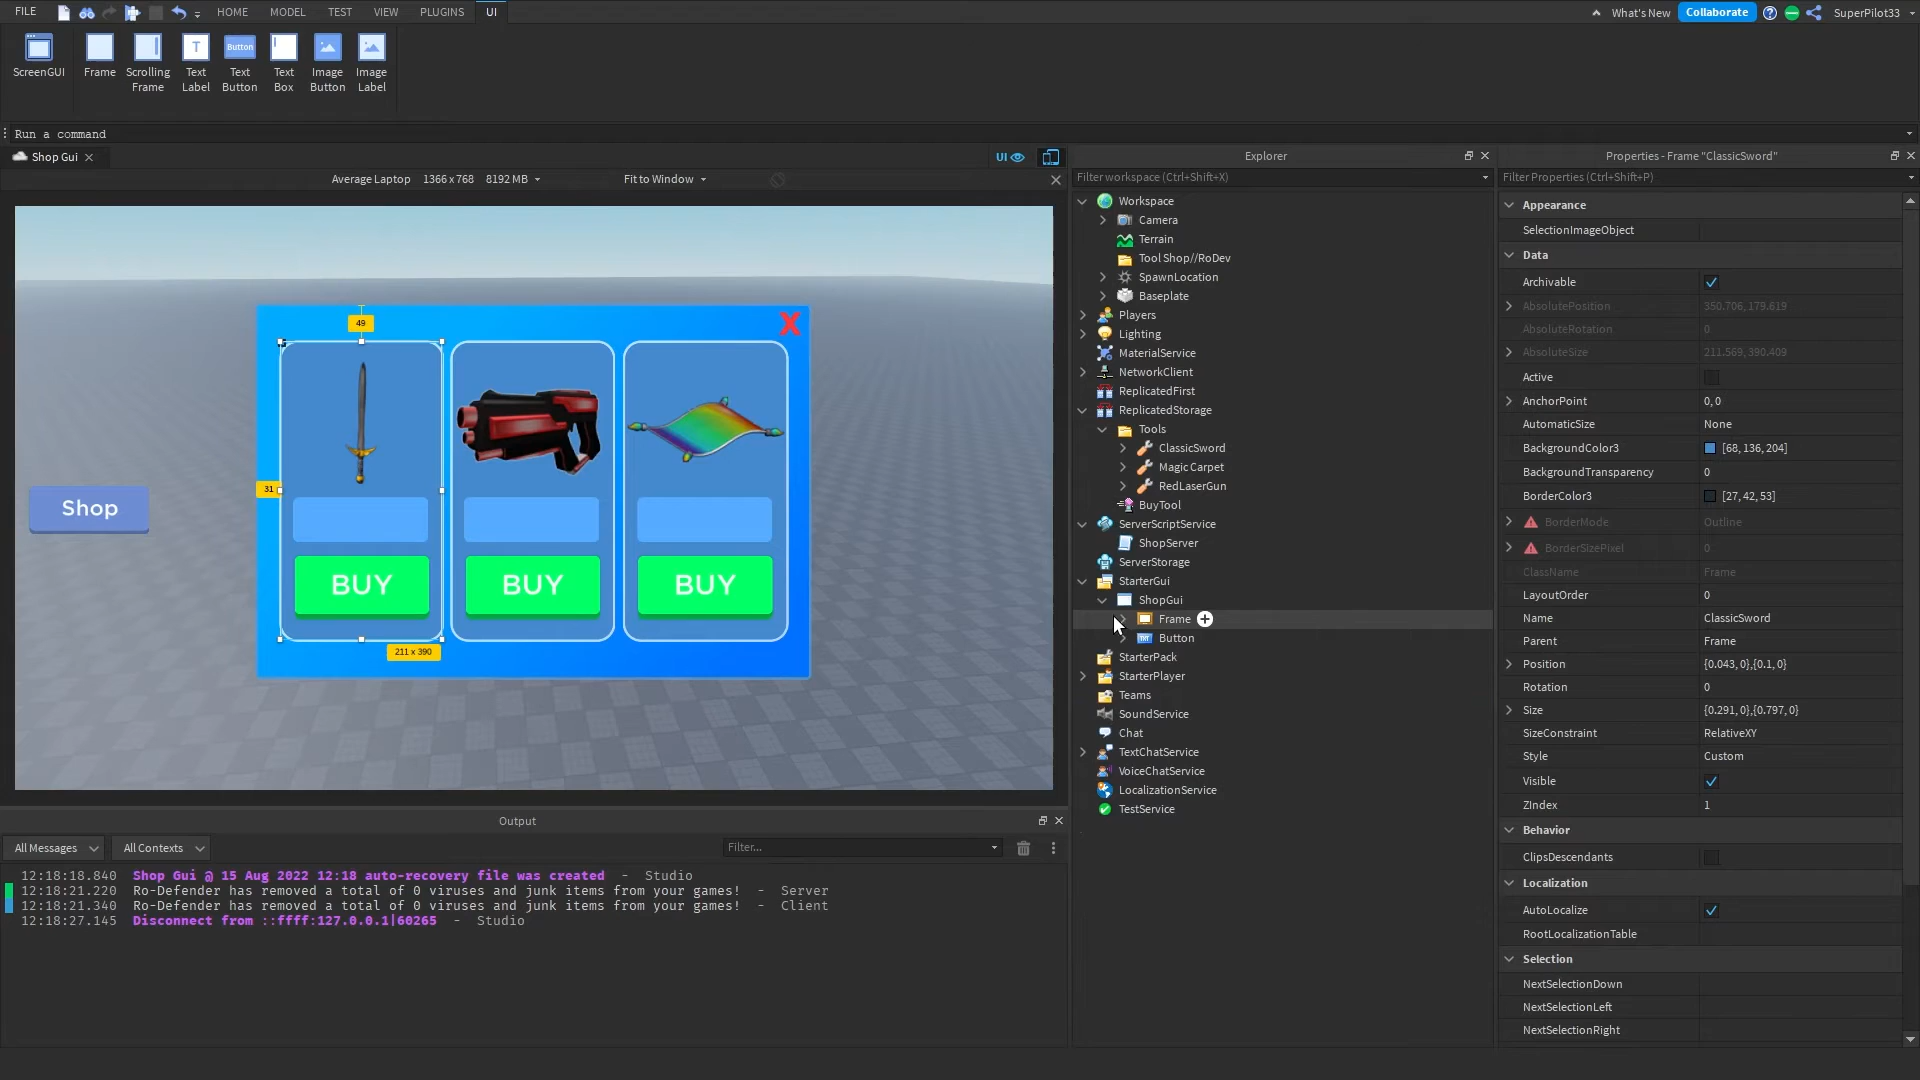 FILE HOME MODEL TEST VIEW PLUGINS UI What's New Collaborate SuperPilot33
ScreenGUI Frame Scrolling Frame Text Label Text Button Text Box Image Button Image Label
Button
T
Run a command
Shop Gui UI
Average Laptop 1366 x 768 8192 MB Fit to Window
X
49
31
Shop
BUY BUY BUY
211 x 390
Explorer
Filter workspace (Ctrl+Shift+X)
Workspace
Camera
Terrain
Tool Shop//RoDev
SpawnLocation
Baseplate
Players
Lighting
MaterialService
NetworkClient
ReplicatedFirst
ReplicatedStorage
Tools
ClassicSword
Magic Carpet
RedLaserGun
BuyTool
ServerScriptService
ShopServer
ServerStorage
StarterGui
ShopGui
Frame
Button
StarterPack
StarterPlayer
Teams
SoundService
Chat
TextChatService
VoiceChatService
LocalizationService
TestService
Properties - Frame "ClassicSword"
Filter Properties (Ctrl+Shift+P)
Appearance
SelectionImageObject
Data
Archivable
AbsolutePosition 350.706, 179.619
AbsoluteRotation 0
AbsoluteSize 211.569, 390.409
Active
AnchorPoint 0, 0
AutomaticSize None
BackgroundColor3 [68, 136, 204]
BackgroundTransparency 0
BorderColor3 [27, 42, 53]
BorderMode Outline
BorderSizePixel 0
ClassName Frame
LayoutOrder 0
Name ClassicSword
Parent Frame
Position {0.043, 0},{0.1, 0}
Rotation 0
Size {0.291, 0},{0.797, 0}
SizeConstraint RelativeXY
Style Custom
Visible
ZIndex 1
Behavior
ClipsDescendants
Localization
AutoLocalize
RootLocalizationTable
Selection
NextSelectionDown
NextSelectionLeft
NextSelectionRight
Output
All Messages All Contexts Filter...
12:18:18.840 Shop Gui @ 15 Aug 2022 12:18 auto-recovery file was created - Studio
12:18:21.220 Ro-Defender has removed a total of 0 viruses and junk items from your games! - Server
12:18:21.340 Ro-Defender has removed a total of 0 viruses and junk items from your games! - Client
12:18:27.145 Disconnect from ::ffff:127.0.0.1|60265 - Studio